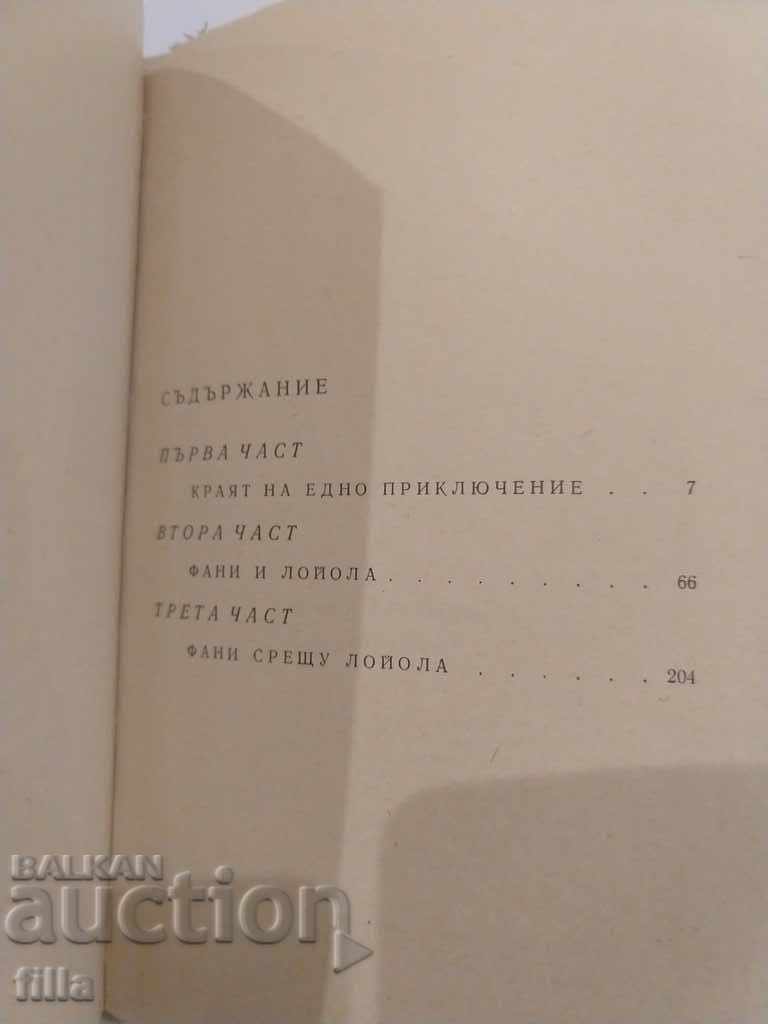 СЪДЪРЖАНИЕ
ПЪРВА ЧАСТ
КРАЯТ НА ЕДНО ПРИКЛЮЧЕНИЕ . . 7
ВТОРА ЧАСТ
ФАНИ И ЛОЙОЛА . . . . . . . . . 66
ТРЕТА ЧАСТ
ФАНИ СРЕЩУ ЛОЙОЛА . . . . . . 204
BALKAN
auction
filla